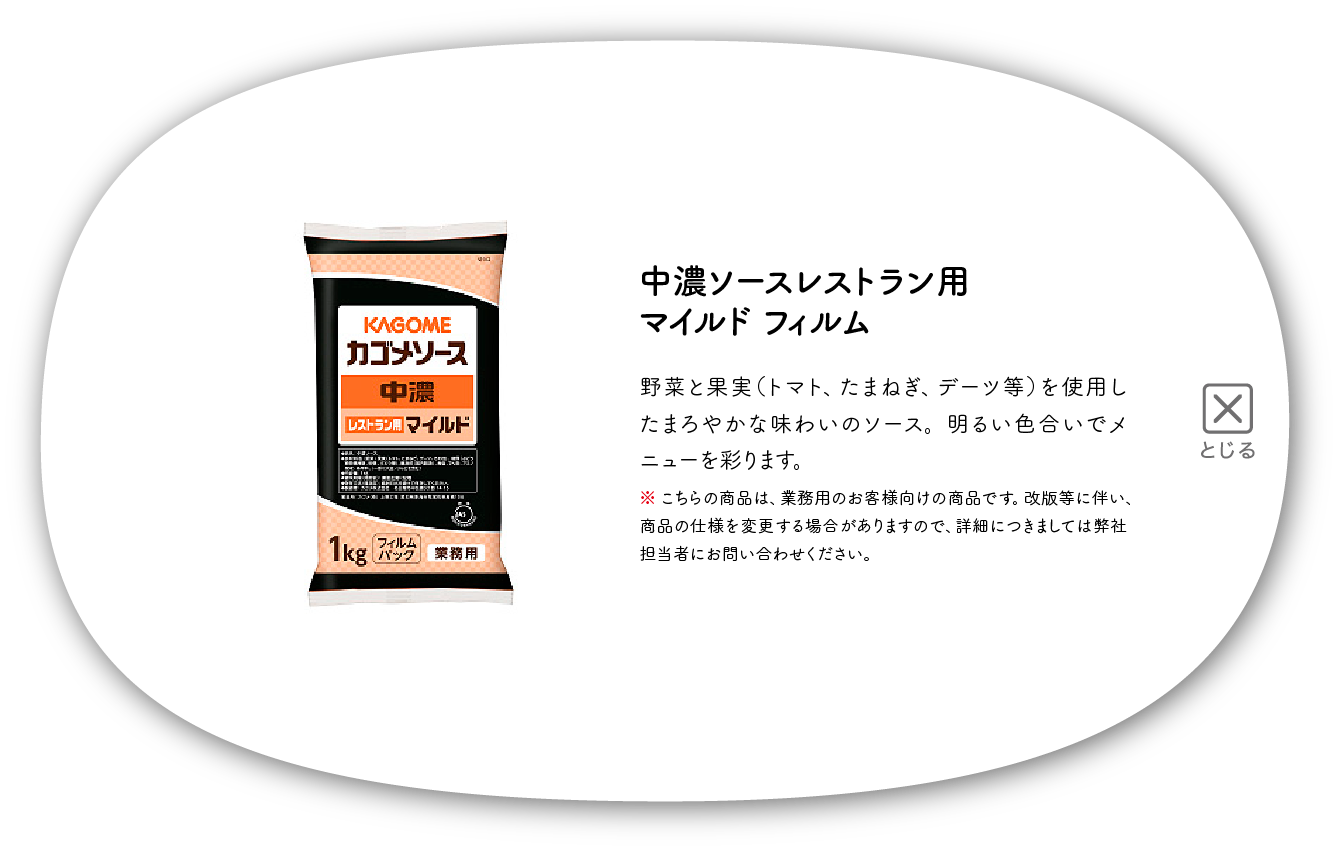 KAGOME
カゴメソース
中濃
レストラン用 マイルド
1kg フィルムパック 業務用
中濃ソースレストラン用
マイルド フィルム
野菜と果実（トマト、たまねぎ、デーツ等）を使用し
たまろやかな味わいのソース。明るい色合いでメ
ニューを彩ります。
※ こちらの商品は、業務用のお客様向けの商品です。改版等に伴い、
商品の仕様を変更する場合がありますので、詳細につきましては弊社
担当者にお問い合わせください。
とじる